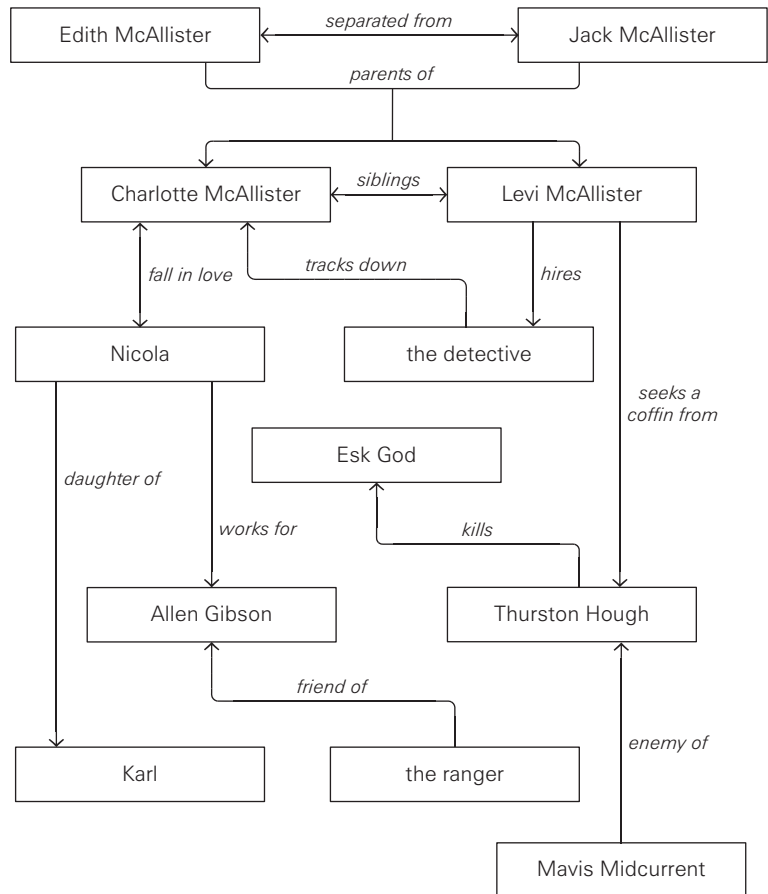 Edith McAllister
separated from
Jack McAllister
parents of
Charlotte McAllister
siblings
Levi McAllister
fall in love
tracks down
hires
Nicola
the detective
seeks a
coffin from
Esk God
daughter of
works for
kills
Allen Gibson
Thurston Hough
friend of
enemy of
Karl
the ranger
Mavis Midcurrent